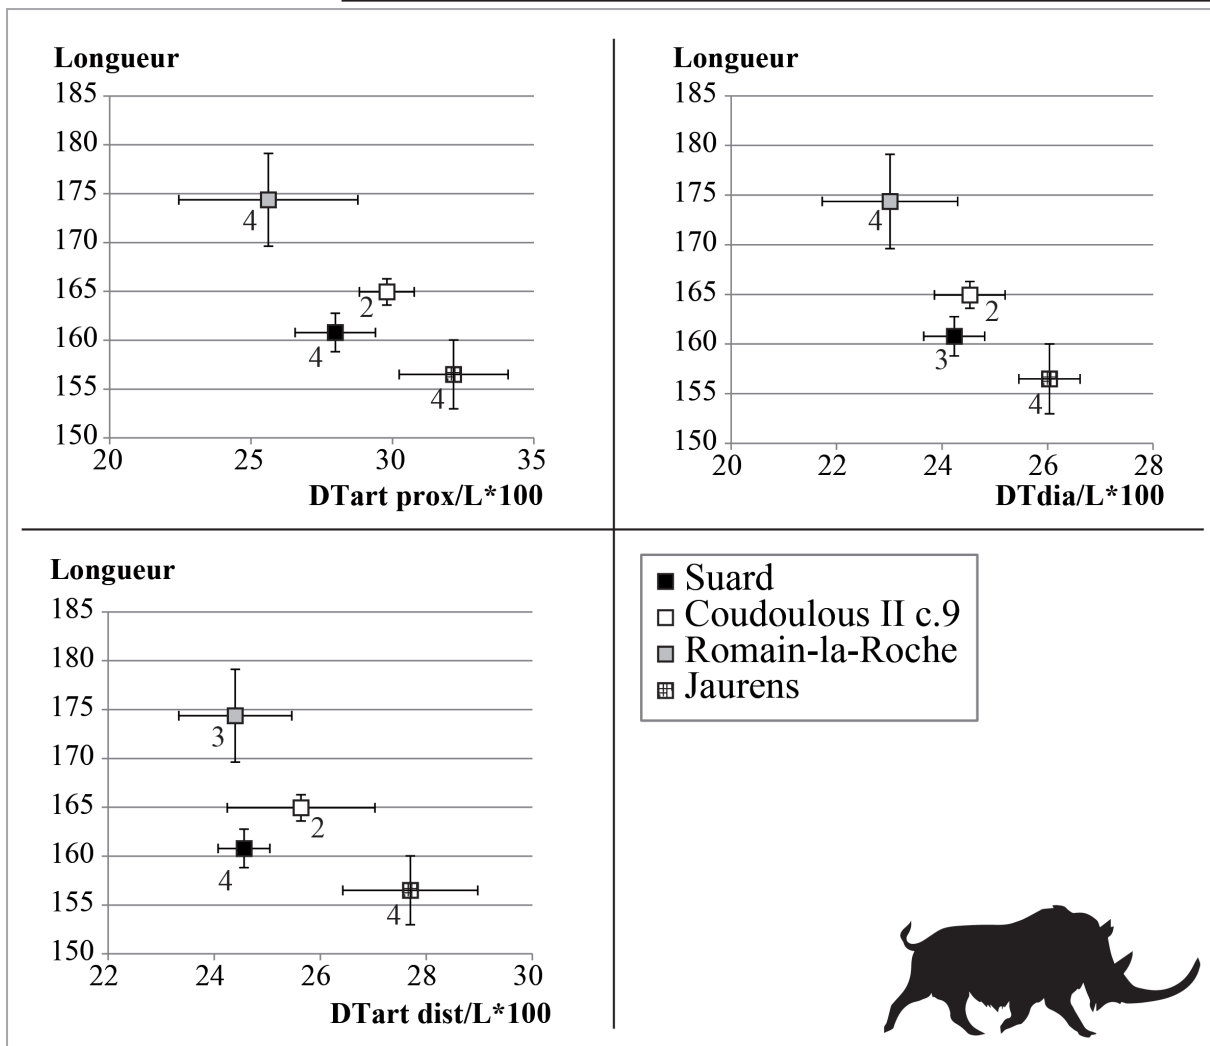 Longueur
185
180
175
170
165
160
155
150
4
2
4
4
20 25 30 35
DTart prox/L*100
Longueur
185
180
175
170
165
160
155
150
4
2
3
4
20 22 24 26 28
DTdia/L*100
Longueur
185
180
175
170
165
160
155
150
3
2
4
4
22 24 26 28 30
DTart dist/L*100
Suard
Coudoulous II c.9
Romain-la-Roche
Jaurens